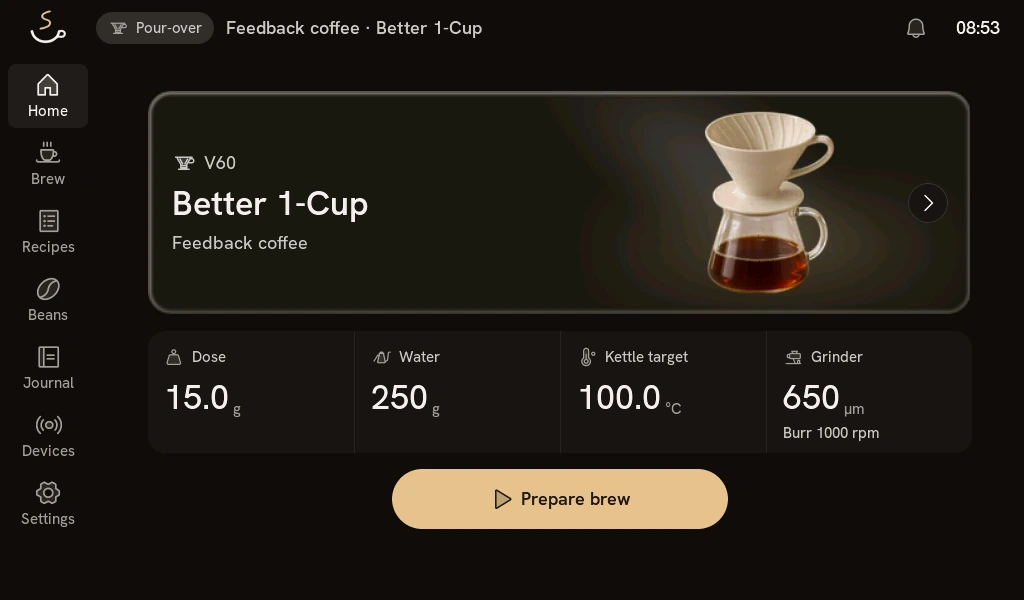 Pour-over
Feedback coffee · Better 1-Cup
08:53
Home
Brew
Recipes
Beans
Journal
Devices
Settings
V60
Better 1-Cup
Feedback coffee
Dose
15.0 g
Water
250 g
Kettle target
100.0 °C
Grinder
650 µm
Burr 1000 rpm
Prepare brew